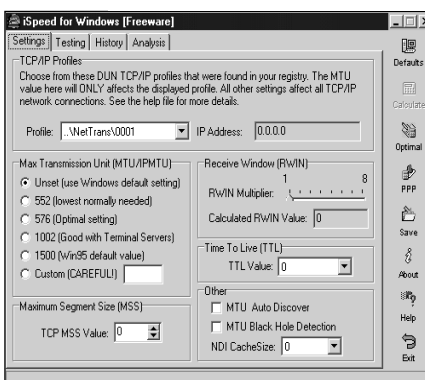 iSpeed for Windows [Freeware]
Settings Testing History Analysis
TCP/IP Profiles
Choose from these DUN TCP/IP profiles that were found in your registry. The MTU
value here will ONLY affects the displayed profile. All other settings affect all TCP/IP
network connections. See the help file for more details.
Profile: ..\NetTrans\0001 IP Address: 0.0.0.0
Max Transmission Unit (MTU/IPMTU)
Unset (use Windows default setting)
552 (lowest normally needed)
576 (Optimal setting)
1002 (Good with Terminal Servers)
1500 (Win95 default value)
Custom (CAREFUL!)
Maximum Segment Size (MSS)
TCP MSS Value: 0
Receive Window (RWIN)
1 8
RWIN Multiplier:
Calculated RWIN Value: 0
Time To Live (TTL)
TTL Value: 0
Other
MTU Auto Discover
MTU Black Hole Detection
NDI CacheSize: 0
Defaults
Calculate
Optimal
PPP
Save
About
Help
Exit